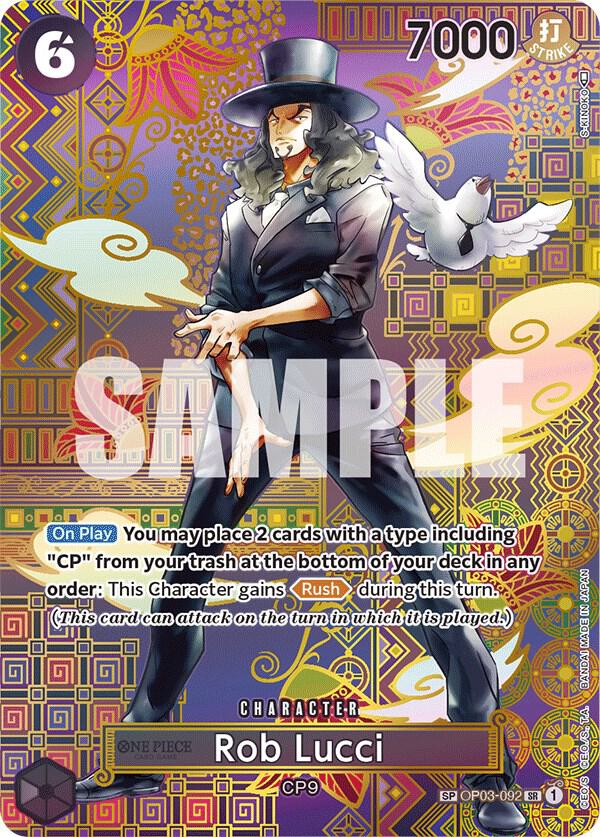 6
7000
打
STRIKE
S-KINOKO
SAMPLE
On Play You may place 2 cards with a type including
"CP" from your trash at the bottom of your deck in any
order: This Character gains Rush during this turn.
(This card can attack on the turn in which it is played.)
CHARACTER
ONE PIECE
CARD GAME
Rob Lucci
CP9
SP OP03-092 SR 1
©EO/S. ©E.O./S., T.A. BANDAI MADE IN JAPAN